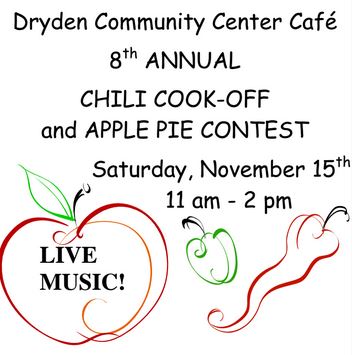 Dryden Community Center Café
8th ANNUAL
CHILI COOK-OFF
and APPLE PIE CONTEST
Saturday, November 15th
11 am - 2 pm
LIVE
MUSIC!